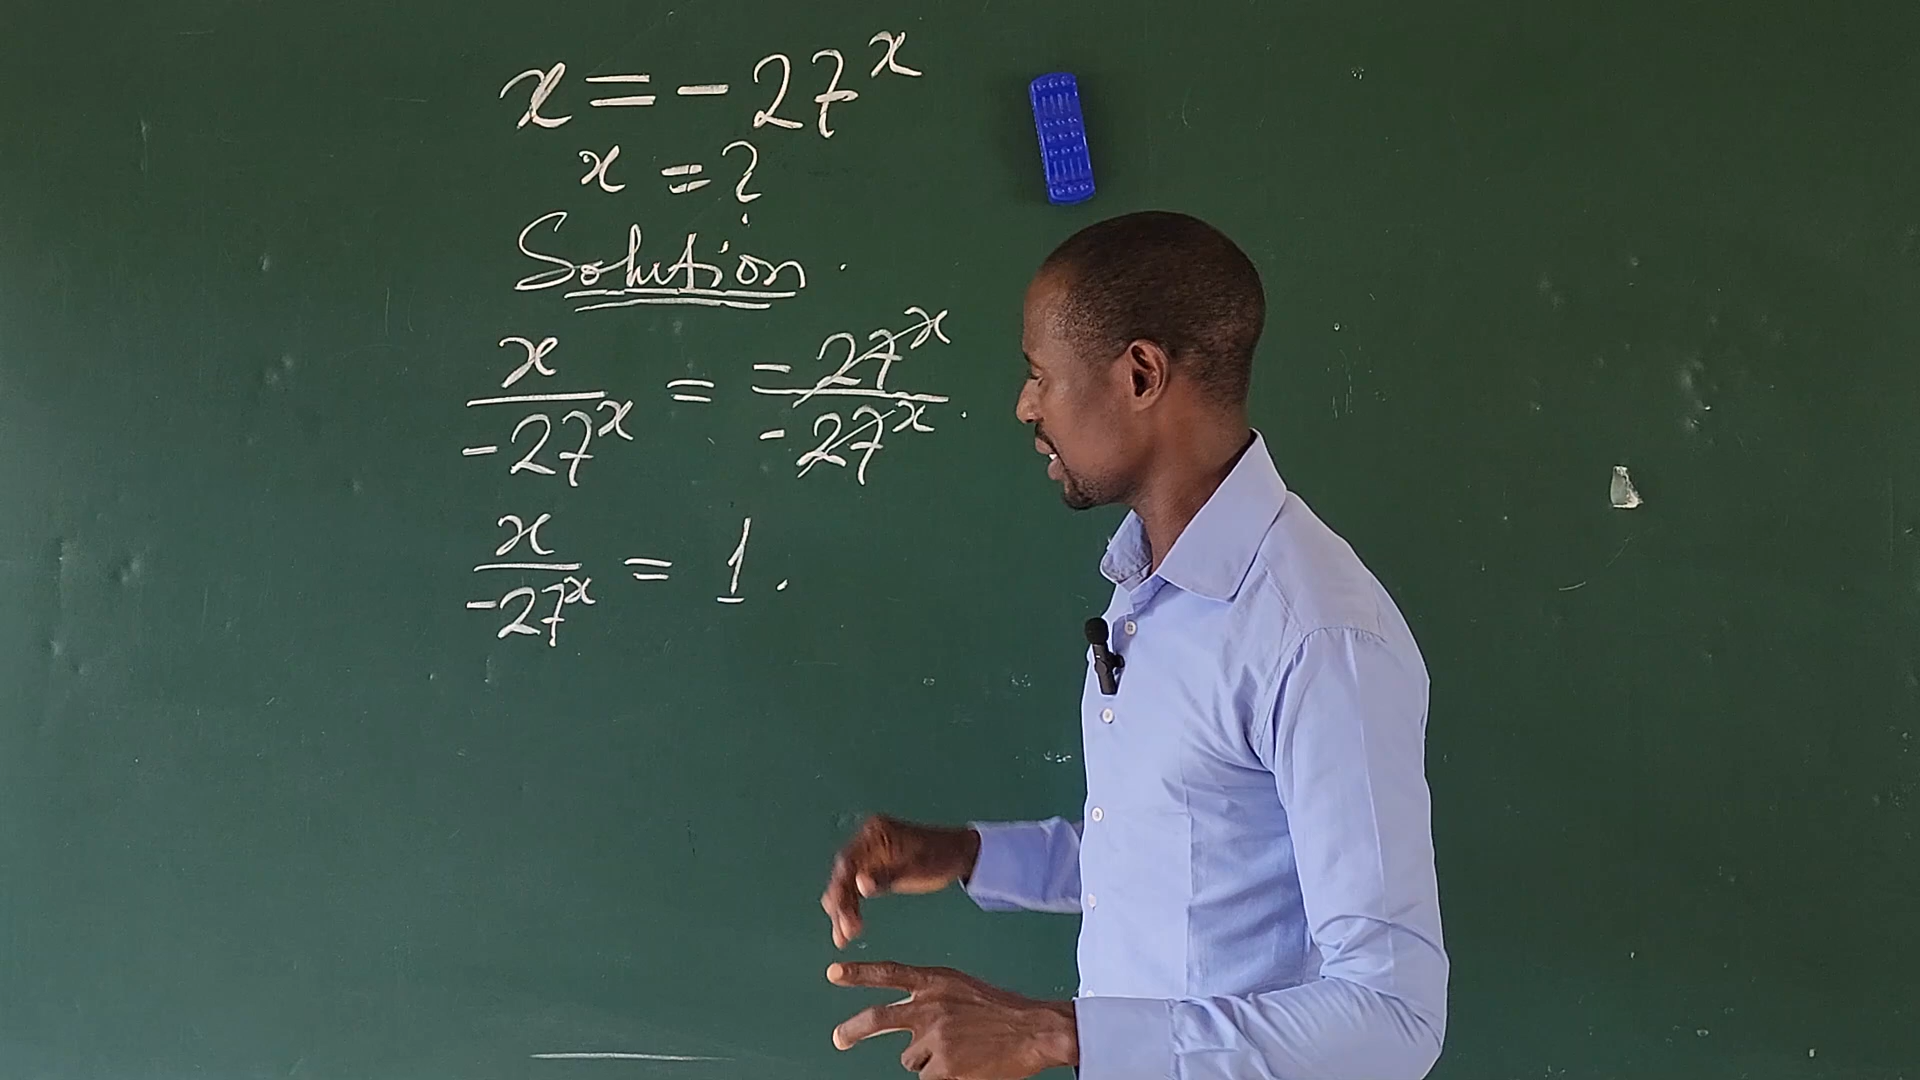 x = -27^x
x = ?
Solution.
x/-27^x = -27^x/-27^x.
x/-27^x = 1.